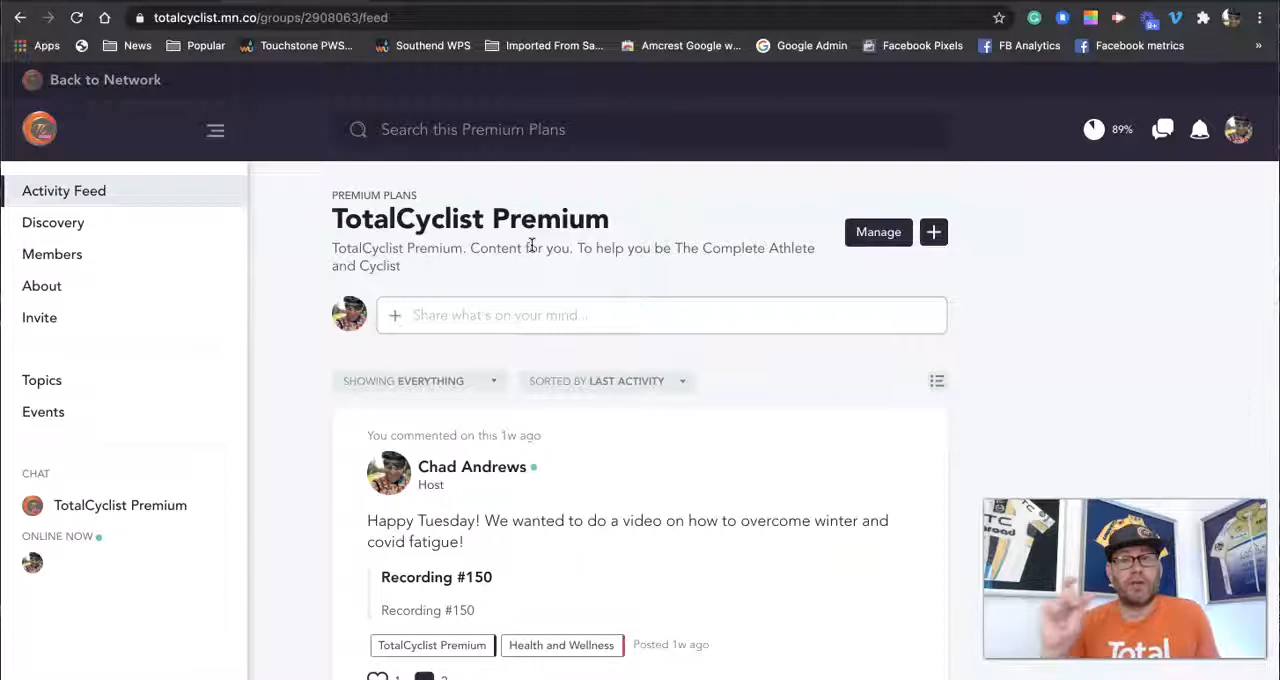 totalcyclist.mn.co/groups/2908063/feed
Apps News Popular Touchstone PWS... Southend WPS Imported From Sa... Amcrest Google w... Google Admin Facebook Pixels FB Analytics Facebook metrics »
Back to Network
Search this Premium Plans
89%
Activity Feed
Discovery
Members
About
Invite
Topics
Events
CHAT
TotalCyclist Premium
ONLINE NOW
PREMIUM PLANS
TotalCyclist Premium
TotalCyclist Premium. Content for you. To help you be The Complete Athlete
and Cyclist
Manage
Share what's on your mind...
SHOWING EVERYTHING
SORTED BY LAST ACTIVITY
You commented on this 1w ago
Chad Andrews
Host
Happy Tuesday! We wanted to do a video on how to overcome winter and
covid fatigue!
Recording #150
Recording #150
TotalCyclist Premium Health and Wellness Posted 1w ago
TC
Total